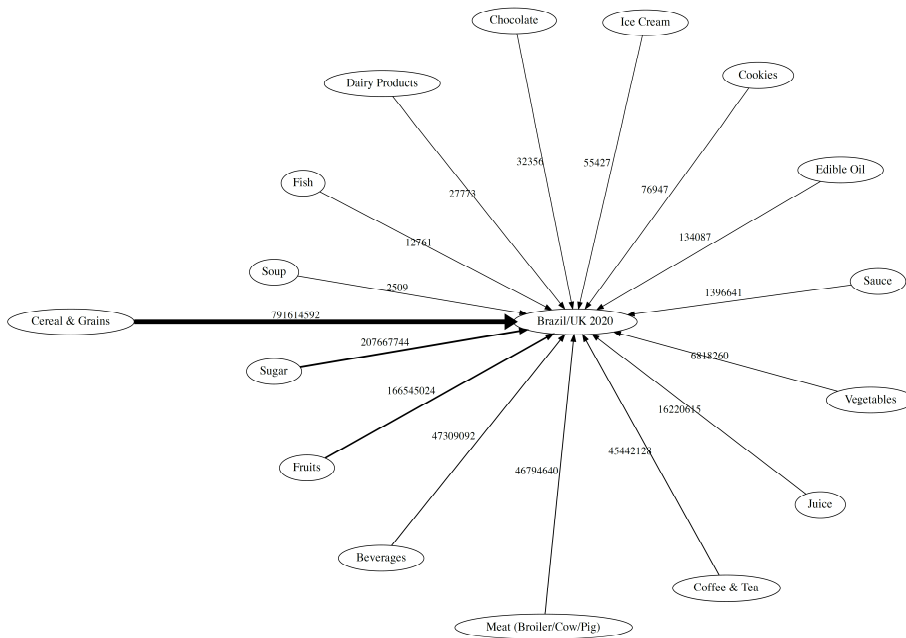 Chocolate
Ice Cream
Cookies
Dairy Products
32356
55427
Edible Oil
Fish
27773
76947
134087
12761
Soup
Sauce
2509
1396641
Cereal & Grains
791614592
Brazil/UK 2020
207667744
6818260
Sugar
166545024
Vegetables
16220615
47309092
45442128
46794640
Fruits
Juice
Beverages
Coffee & Tea
Meat (Broiler/Cow/Pig)